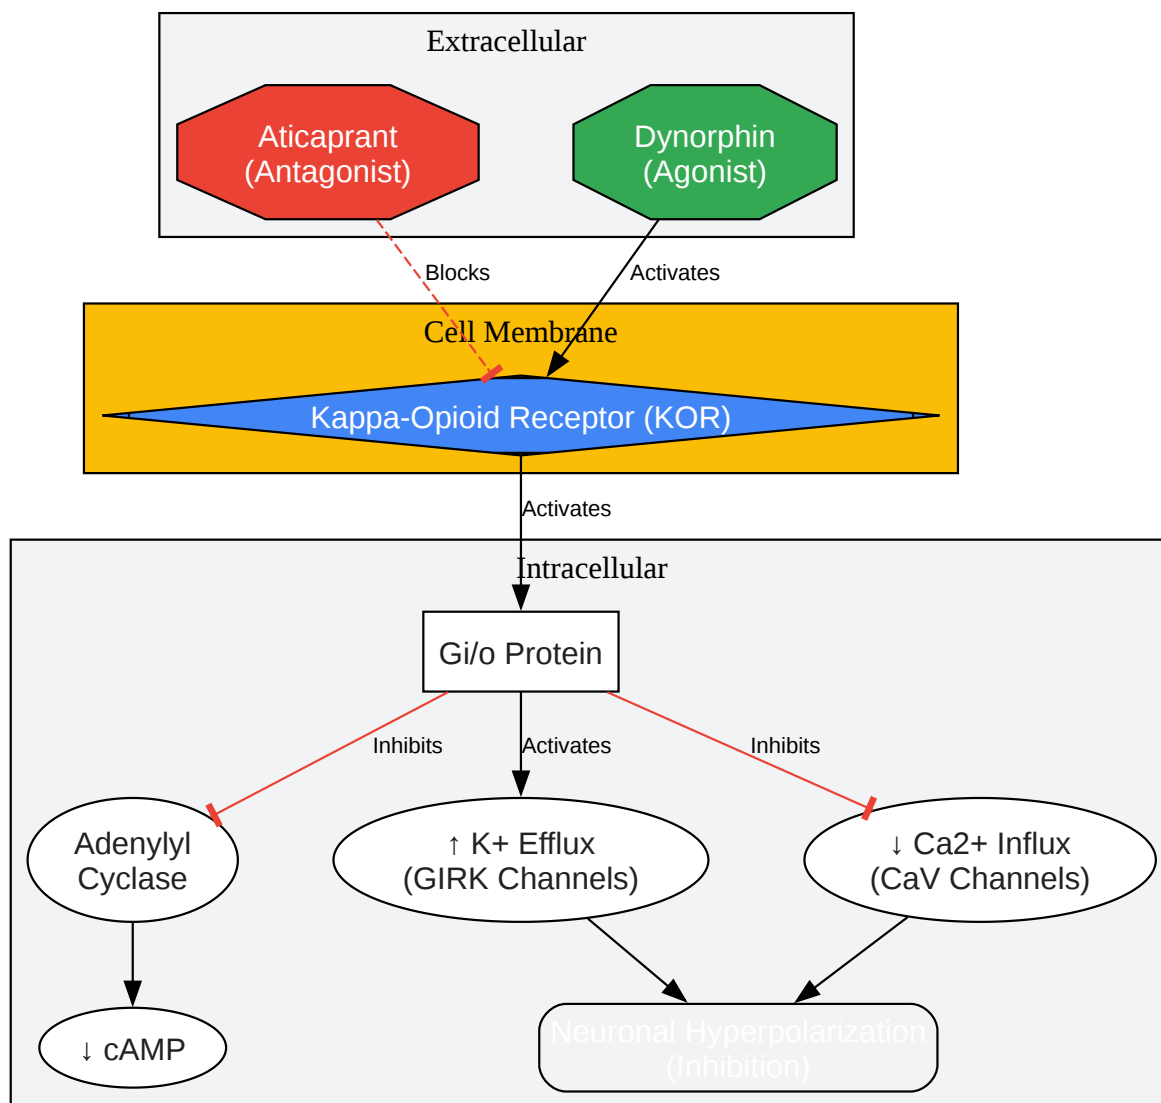 Extracellular
Aticaprant
(Antagonist)
Dynorphin
(Agonist)
Blocks
Activates
Cell Membrane
Kappa-Opioid Receptor (KOR)
Activates
Intracellular
Gi/o Protein
Inhibits
Activates
Inhibits
Adenylyl
Cyclase
↑ K+ Efflux
(GIRK Channels)
↓ Ca2+ Influx
(CaV Channels)
↓ cAMP
Neuronal Hyperpolarization
(Inhibition)